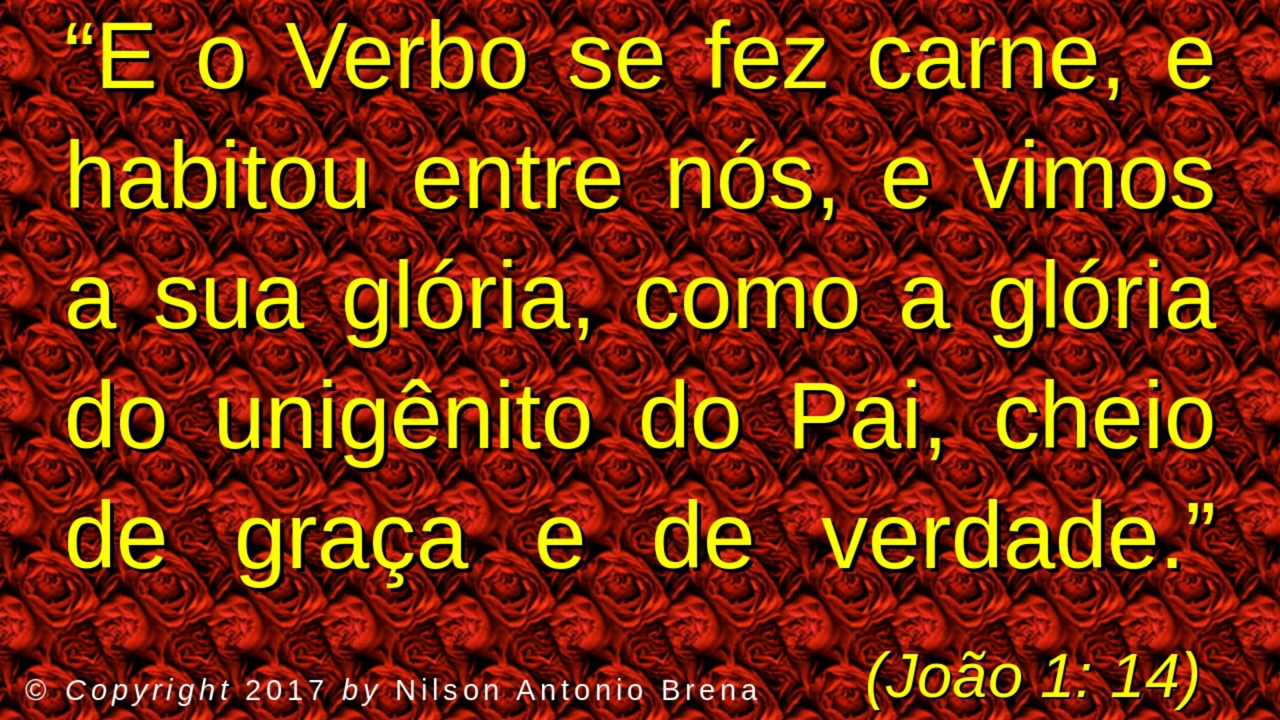 “E o Verbo se fez carne, e
habitou entre nós, e vimos
a sua glória, como a glória
do unigênito do Pai, cheio
de graça e de verdade.”
(João 1: 14)
© Copyright 2017 by Nilson Antonio Brena